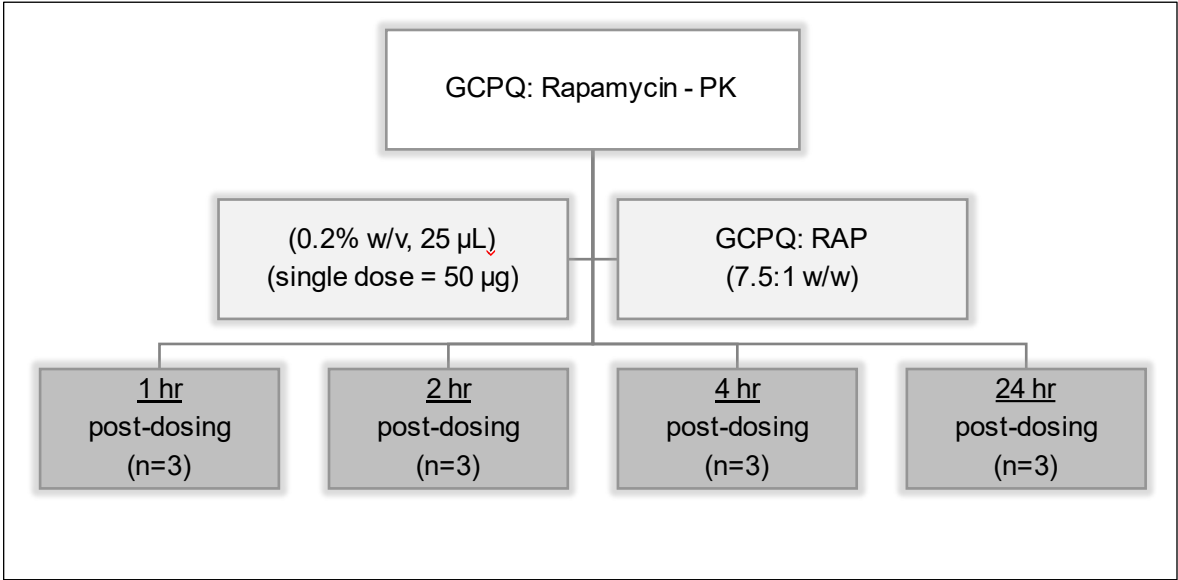 GCPQ: Rapamycin - PK
(0.2% w/v, 25 µL)
(single dose = 50 µg)
GCPQ: RAP
(7.5:1 w/w)
1 hr
post-dosing
(n=3)
2 hr
post-dosing
(n=3)
4 hr
post-dosing
(n=3)
24 hr
post-dosing
(n=3)